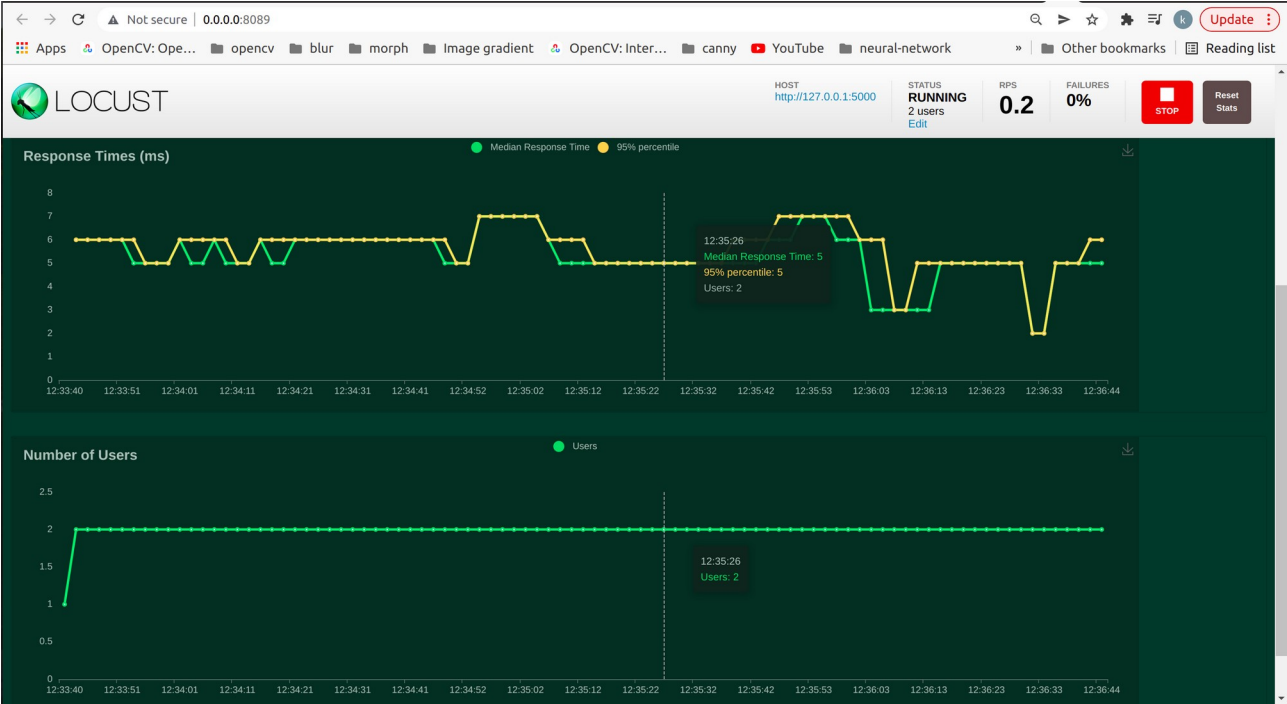 Not secure | 0.0.0.0:8089
k Update
Apps OpenCV: Ope... opencv blur morph Image gradient OpenCV: Inter... canny YouTube neural-network » Other bookmarks Reading list
LOCUST
HOST
http://127.0.0.1:5000
STATUS
RUNNING
2 users
Edit
RPS
0.2
FAILURES
0%
STOP
Reset
Stats
Response Times (ms)
Median Response Time 95% percentile
8
7
6
5
4
3
2
1
0
12:35:26
Median Response Time: 5
95% percentile: 5
Users: 2
12:33:40 12:33:51 12:34:01 12:34:11 12:34:21 12:34:31 12:34:41 12:34:52 12:35:02 12:35:12 12:35:22 12:35:32 12:35:42 12:35:53 12:36:03 12:36:13 12:36:23 12:36:33 12:36:44
Number of Users
Users
2.5
2
1.5
1
0.5
0
12:35:26
Users: 2
12:33:40 12:33:51 12:34:01 12:34:11 12:34:21 12:34:31 12:34:41 12:34:52 12:35:02 12:35:12 12:35:22 12:35:32 12:35:42 12:35:53 12:36:03 12:36:13 12:36:23 12:36:33 12:36:44